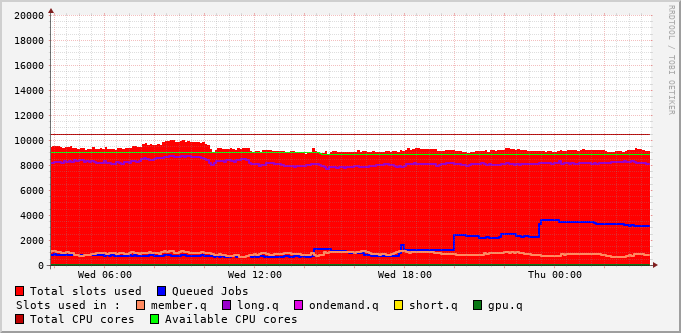 20000
18000
16000
14000
12000
10000
8000
6000
4000
2000
0
Wed 06:00 Wed 12:00 Wed 18:00 Thu 00:00
Total slots used Queued Jobs
Slots used in : member.q long.q ondemand.q short.q gpu.q
Total CPU cores Available CPU cores
RRDTOOL / TOBI OETIKER